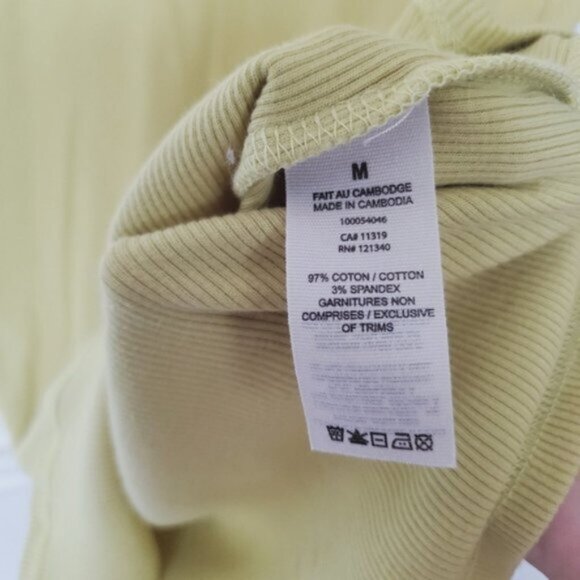 M
FAIT AU CAMBODGE
MADE IN CAMBODIA
100054046
CA# 11319
RN# 121340
97% COTON / COTTON
3% SPANDEX
GARNITURES NON
COMPRISES / EXCLUSIVE
OF TRIMS